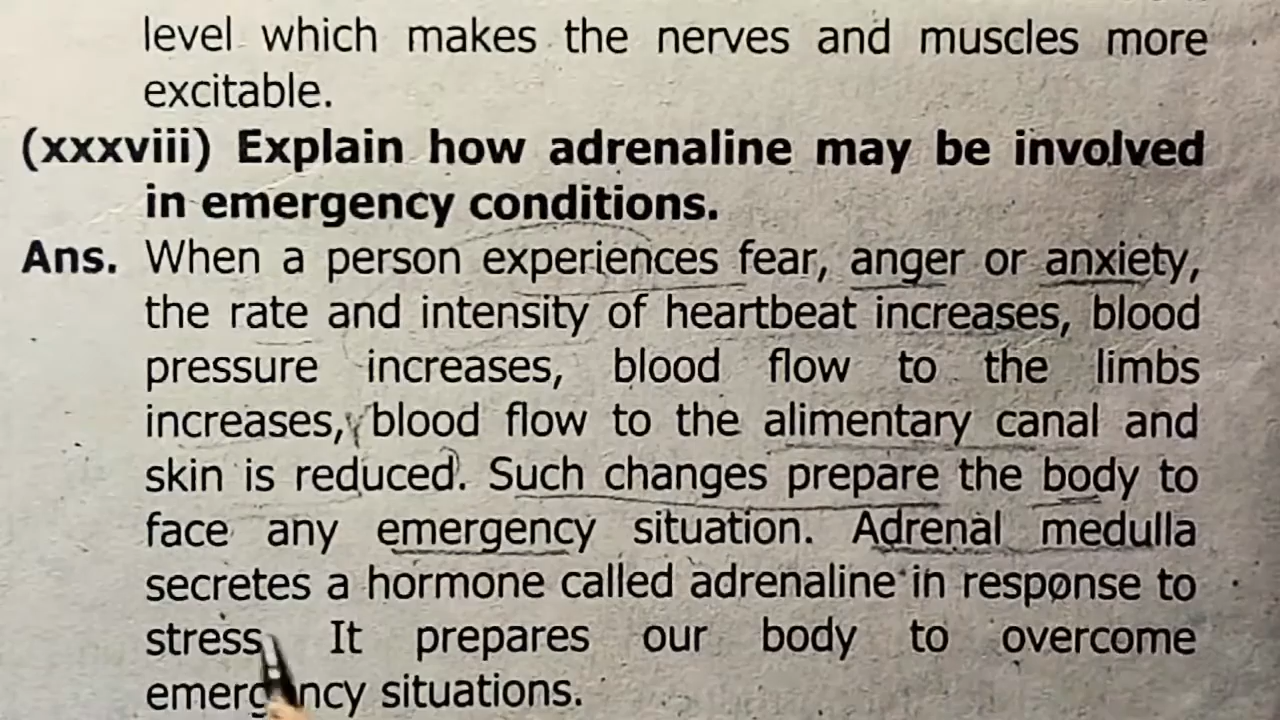 level which makes the nerves and muscles more
excitable.
(xxxviii) Explain how adrenaline may be involved
in emergency conditions.
Ans. When a person experiences fear, anger or anxiety,
the rate and intensity of heartbeat increases, blood
pressure increases, blood flow to the limbs
increases, blood flow to the alimentary canal and
skin is reduced. Such changes prepare the body to
face any emergency situation. Adrenal medulla
secretes a hormone called adrenaline in response to
stress. It prepares our body to overcome
emergency situations.